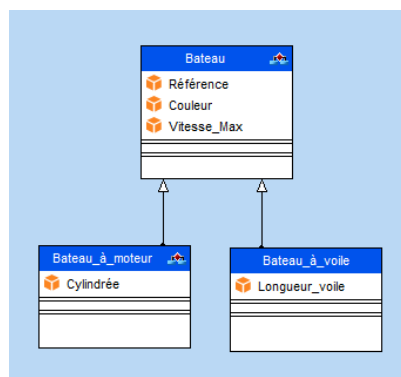 Bateau
Référence
Couleur
Vitesse_Max
Bateau_à_moteur
Cylindrée
Bateau_à_voile
Longueur_voile